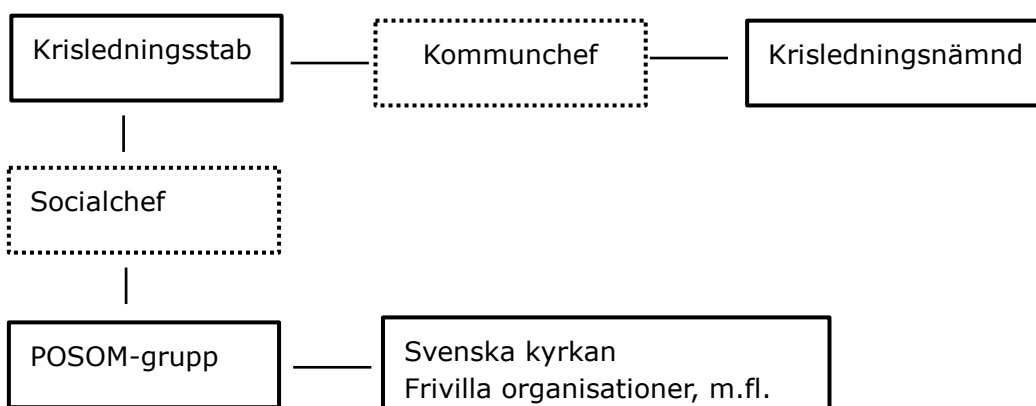 Krisledningsstab
Kommunchef
Krisledningsnämnd
Socialchef
POSOM-grupp
Svenska kyrkan
Frivilla organisationer, m.fl.